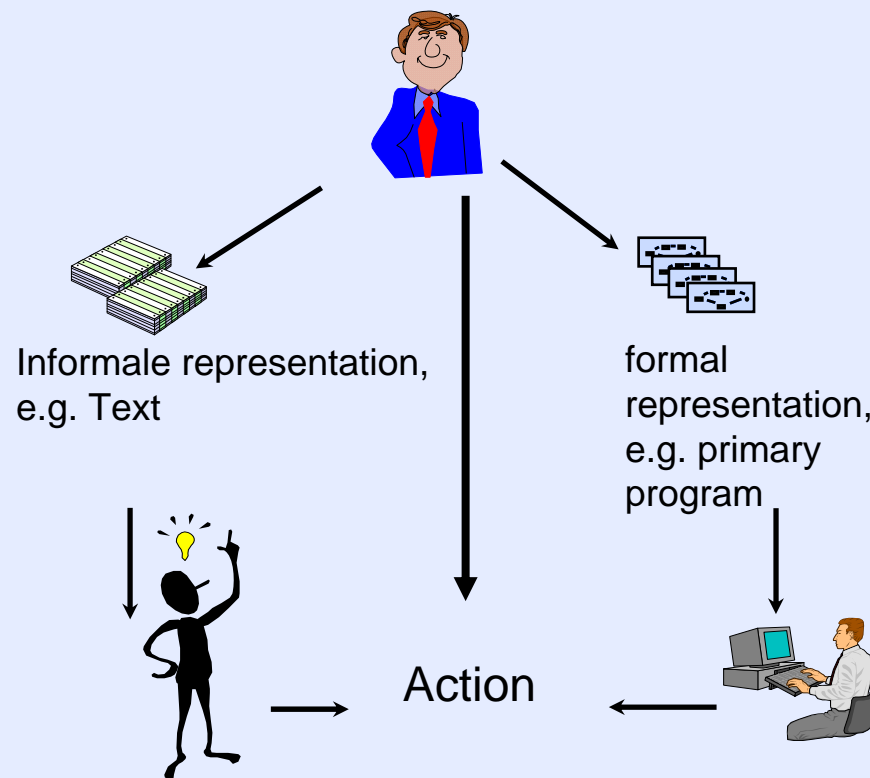 Informale representation,
e.g. Text
formal
representation,
e.g. primary
program
Action